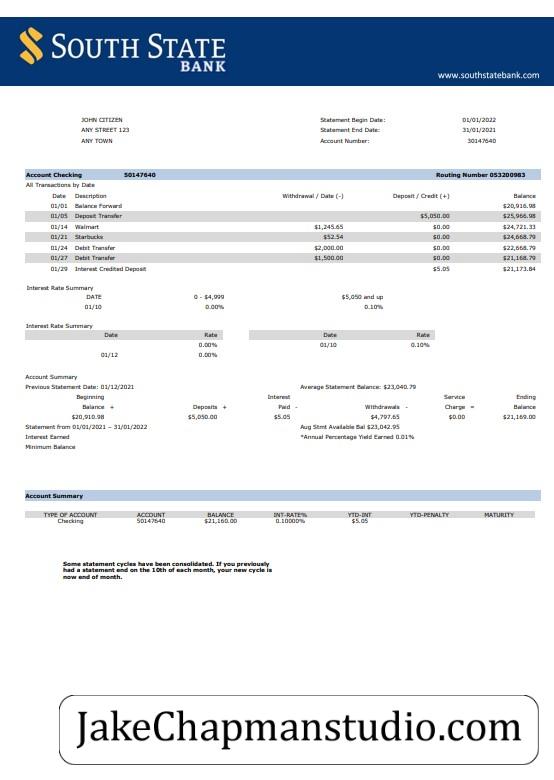 SOUTH STATE
BANK
www.southstatebank.com
JOHN CITIZEN Statement Begin Date: 01/01/2022
ANY STREET 123 Statement End Date: 31/01/2021
ANY TOWN Account Number: 30147640
Account Checking 50147640 Routing Number 053200983
All Transactions by Date
Date Description Withdrawal / Date (-) Deposit / Credit (+) Balance
01/01 Balance Forward $20,916.98
01/05 Deposit Transfer $5,050.00 $25,966.98
01/14 Walmart $1,245.65 $0.00 $24,721.33
01/21 Starbucks $52.54 $0.00 $24,668.79
01/24 Debit Transfer $2,000.00 $0.00 $22,668.79
01/27 Debit Transfer $1,500.00 $0.00 $21,168.79
01/29 Interest Credited Deposit $5.05 $21,173.84
Interest Rate Summary
DATE 0 - $4,999 $5,050 and up
01/10 0.00% 0.10%
Interest Rate Summary
Date Rate Date Rate
0.00% 01/10 0.10%
01/12 0.00%
Account Summary
Previous Statement Date: 01/12/2021 Average Statement Balance: $23,040.79
Beginning Interest Service Ending
Balance + Deposits + Paid - Withdrawals - Charge = Balance
$20,910.98 $5,050.00 $5.05 $4,797.65 $0.00 $21,169.00
Statement from 01/01/2021 – 31/01/2022 Aug Stmt Available Bal $23,042.95
Interest Earned *Annual Percentage Yield Earned 0.01%
Minimum Balance
Account Summary
TYPE OF ACCOUNT ACCOUNT BALANCE INT-RATE% YTD-INT YTD-PENALTY MATURITY
Checking 50147640 $21,160.00 0.10000% $5.05
Some statement cycles have been consolidated. If you previously
had a statement end on the 10th of each month, your new cycle is
now end of month.
JakeChapmanstudio.com